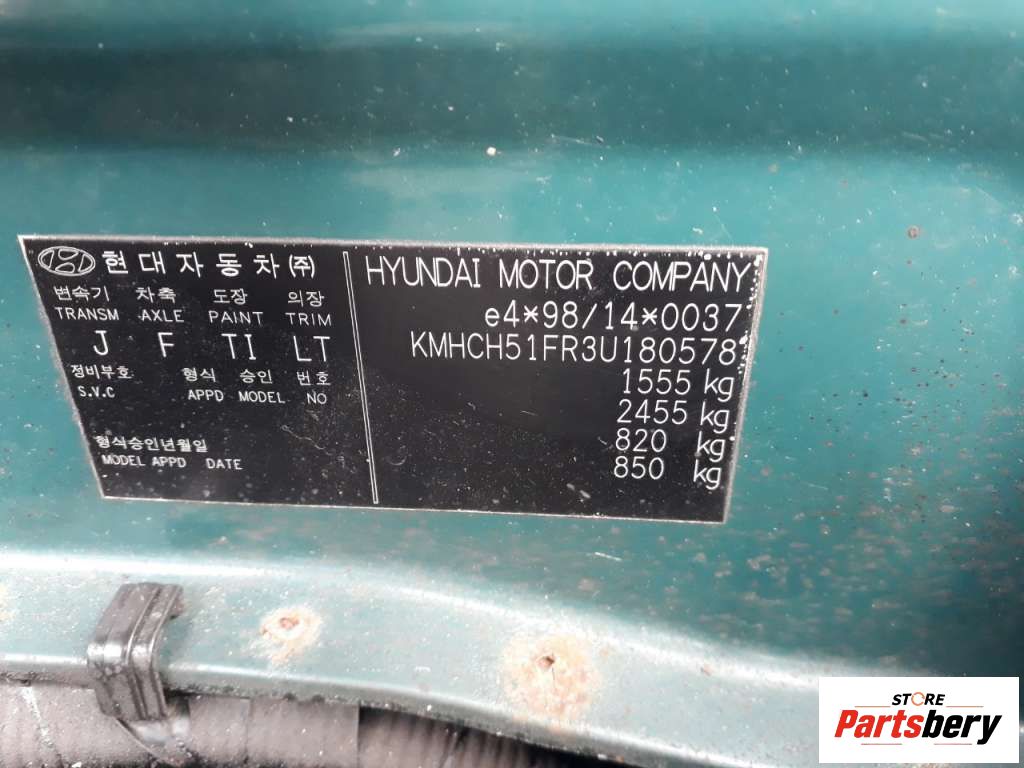 현대자동차 (주)
변속기 차축 도장 의장
TRANSM AXLE PAINT TRIM
J F TI LT
정비부호 형식 승인 번호
S.V.C APPD MODEL NO
형식승인년월일
MODEL APPD DATE
HYUNDAI MOTOR COMPANY
e4*98/14*0037
KMHCH51FR3U180578
1555 kg
2455 kg
820 kg
850 kg
STORE
Partsbery